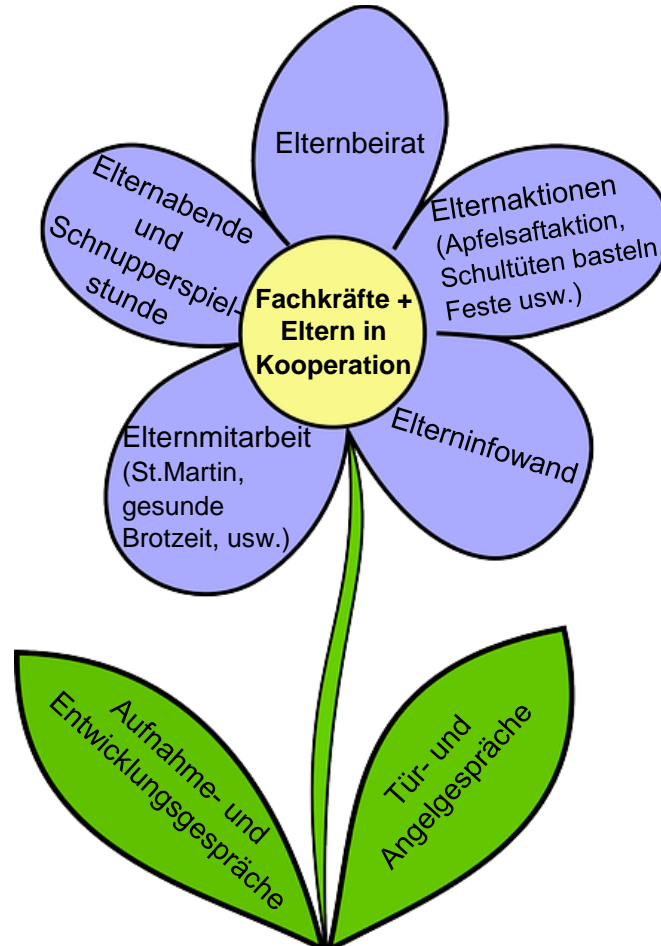 Elternbeirat
Elternabende
und
Schnupperspiel-
stunde
Elternaktionen
(Apfelsaftaktion,
Schultüten basteln,
Feste usw.)
Fachkräfte +
Eltern in
Kooperation
Elternmitarbeit
(St.Martin,
gesunde
Brotzeit, usw.)
Elterninfowand
Aufnahme- und
Entwicklungsgespräche
Tür- und
Angelgespräche